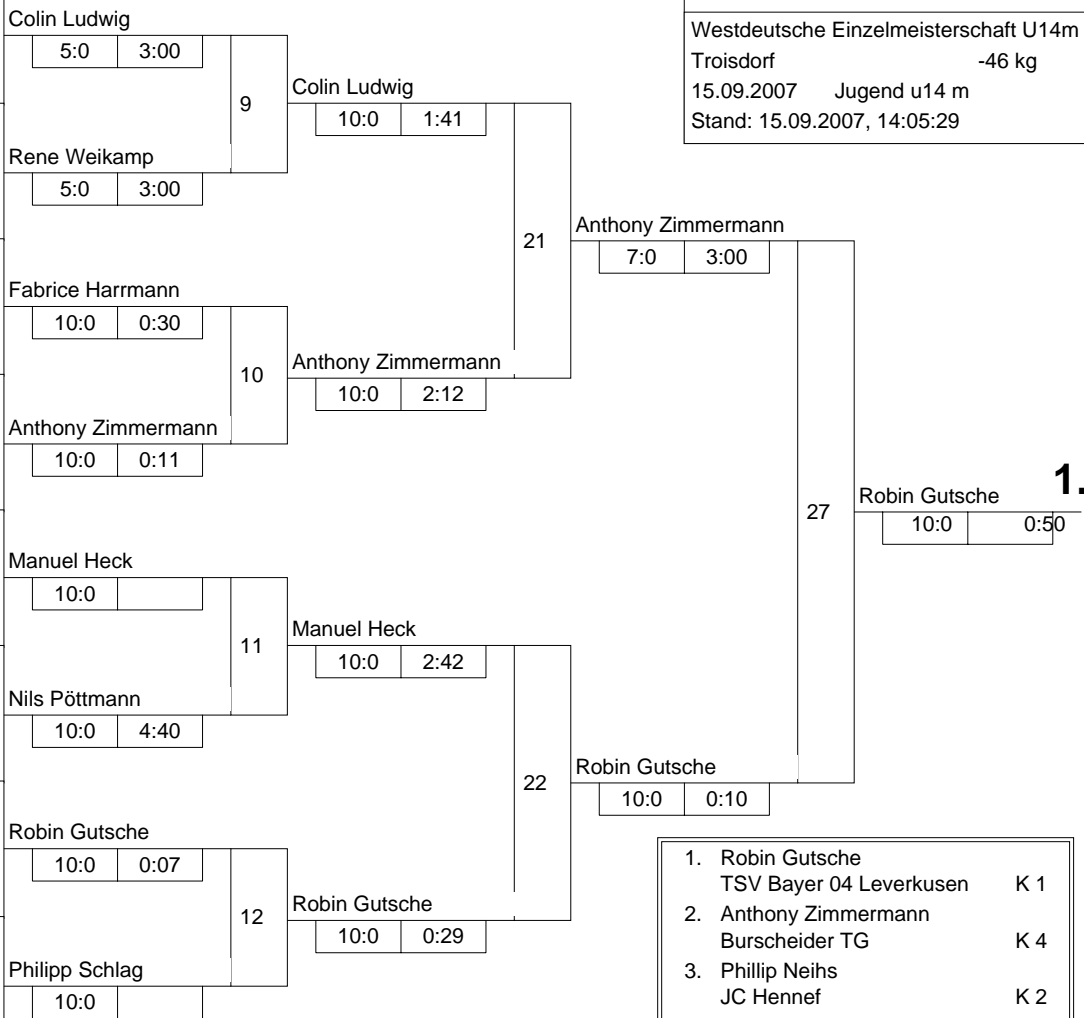 Colin Ludwig
5:0 3:00
9
Rene Weikamp
5:0 3:00
Fabrice Harrmann
10:0 0:30
10
Anthony Zimmermann
10:0 0:11
Manuel Heck
10:0
11
Nils Pöttmann
10:0 4:40
Robin Gutsche
10:0 0:07
12
Philipp Schlag
10:0
Colin Ludwig
10:0 1:41
21
Anthony Zimmermann
10:0 2:12
Manuel Heck
10:0 2:42
22
Robin Gutsche
10:0 0:29
Anthony Zimmermann
7:0 3:00
27
Robin Gutsche
10:0 0:10
Robin Gutsche 1.
10:0 0:50
Westdeutsche Einzelmeisterschaft U14m
Troisdorf -46 kg
15.09.2007 Jugend u14 m
Stand: 15.09.2007, 14:05:29
1. Robin Gutsche
TSV Bayer 04 Leverkusen K 1
2. Anthony Zimmermann
Burscheider TG K 4
3. Phillip Neihs
JC Hennef K 2